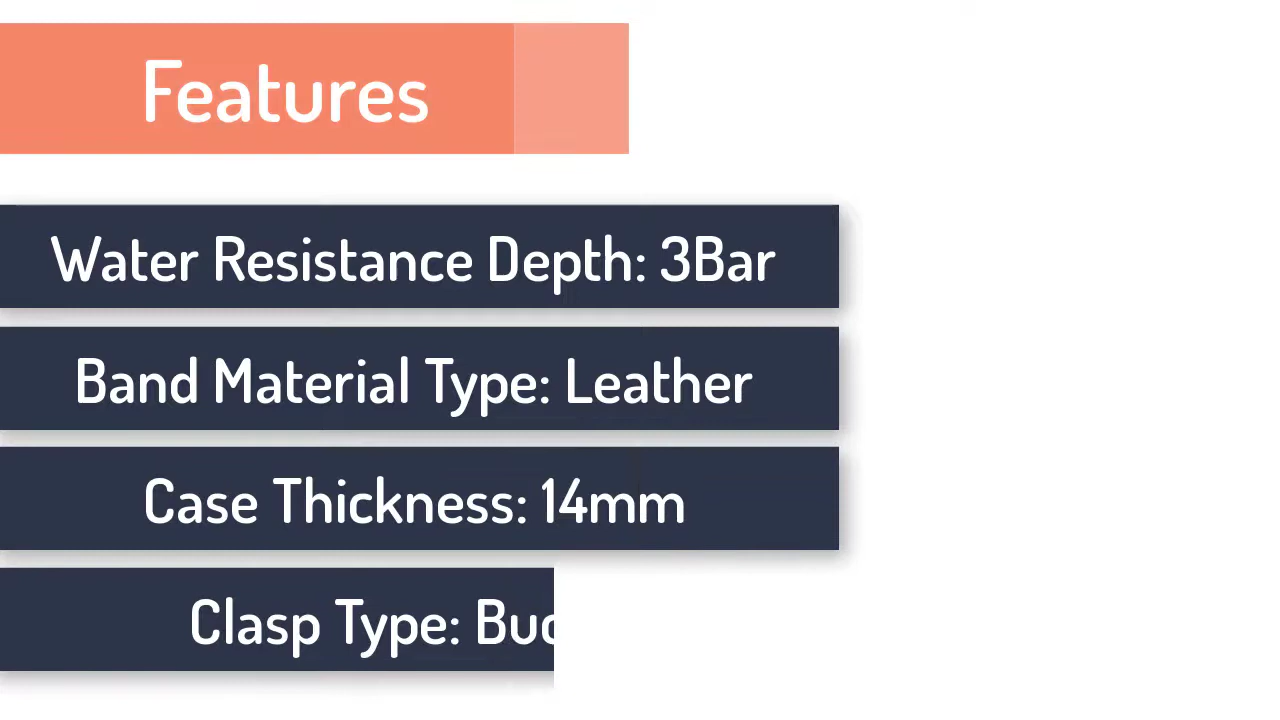 Features
Water Resistance Depth: 3Bar
Band Material Type: Leather
Case Thickness: 14mm
Clasp Type: